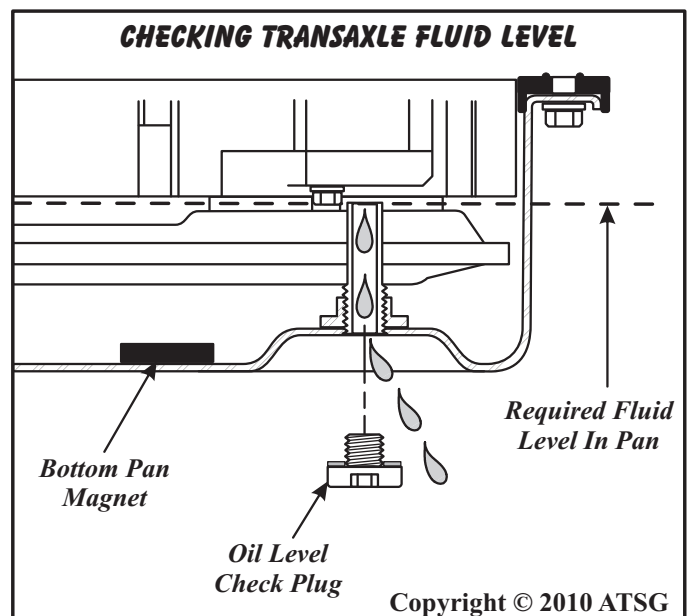 CHECKING TRANSAXLE FLUID LEVEL
Required Fluid
Level In Pan
Bottom Pan
Magnet
Oil Level
Check Plug
Copyright © 2010 ATSG